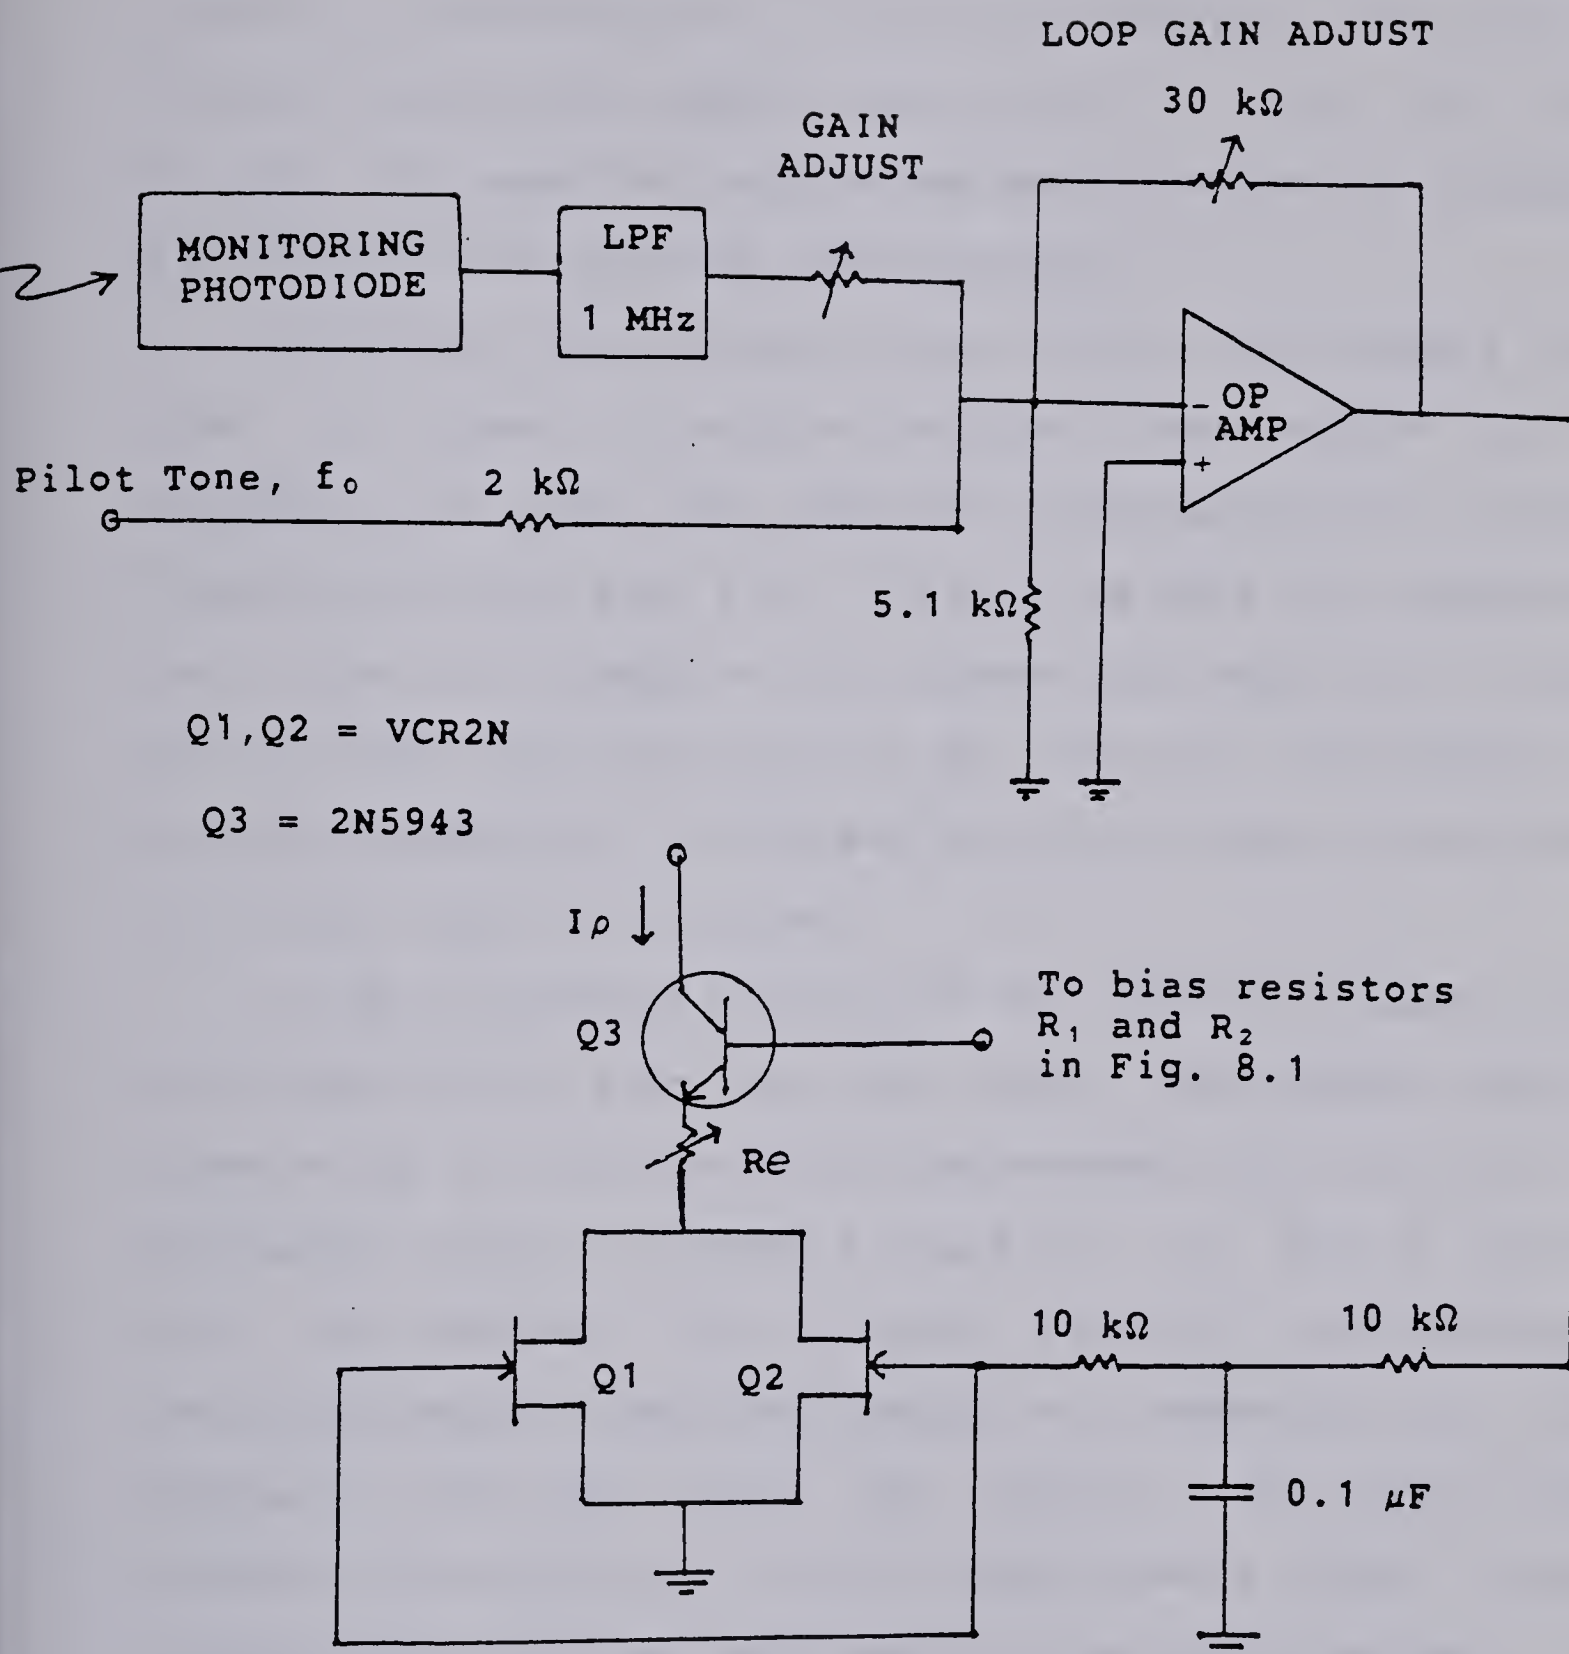 LOOP GAIN ADJUST
30 kΩ
GAIN
ADJUST
MONITORING
PHOTODIODE
LPF
1 MHz
- OP
AMP
+
Pilot Tone, f₀
2 kΩ
5.1 kΩ
Q1,Q2 = VCR2N
Q3 = 2N5943
Iρ
Q3
To bias resistors
R₁ and R₂
in Fig. 8.1
Re
Q1
Q2
10 kΩ
10 kΩ
0.1 μF